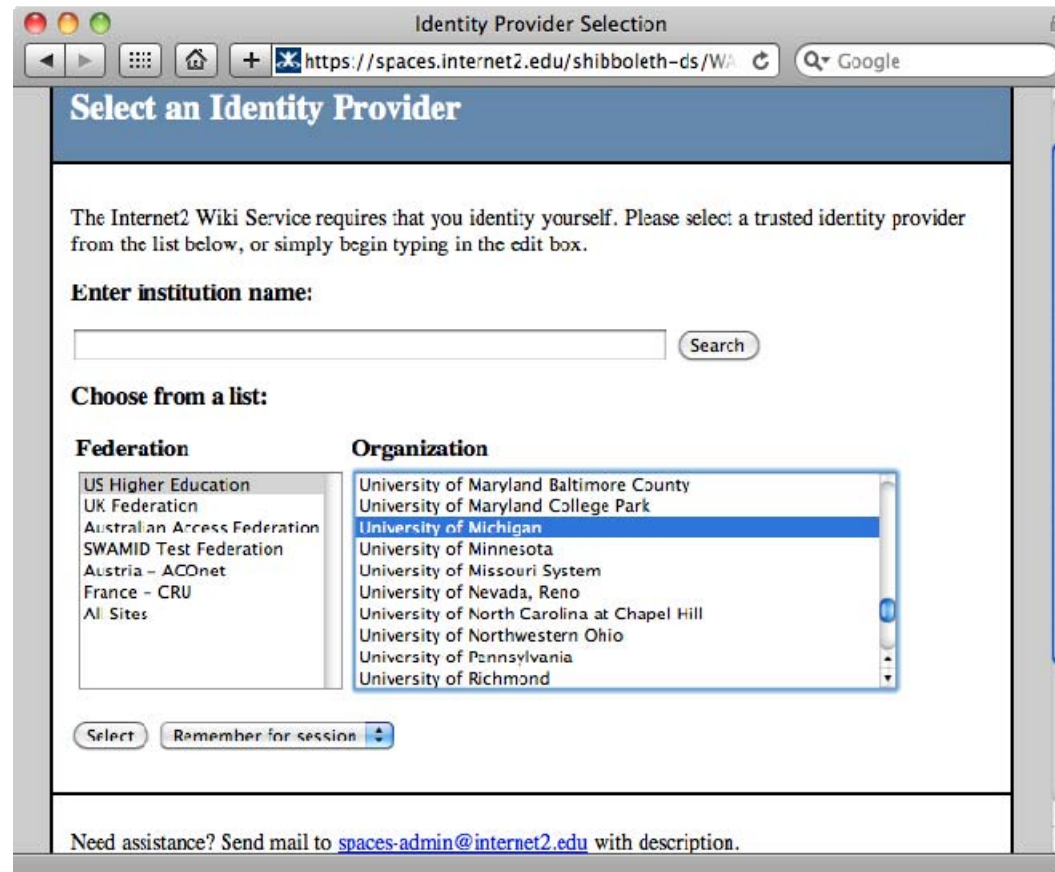 Identity Provider Selection
https://spaces.internet2.edu/shibboleth-ds/WA
Google
Select an Identity Provider
The Internet2 Wiki Service requires that you identity yourself. Please select a trusted identity provider
from the list below, or simply begin typing in the edit box.
Enter institution name:
Search
Choose from a list:
Federation
US Higher Education
UK Federation
Australian Access Federation
SWAMID Test Federation
Austria – ACOnet
France – CRU
All Sites
Organization
University of Maryland Baltimore County
University of Maryland College Park
University of Michigan
University of Minnesota
University of Missouri System
University of Nevada, Reno
University of North Carolina at Chapel Hill
University of Northwestern Ohio
University of Pennsylvania
University of Richmond
Select
Remember for session
Need assistance? Send mail to spaces-admin@internet2.edu with description.